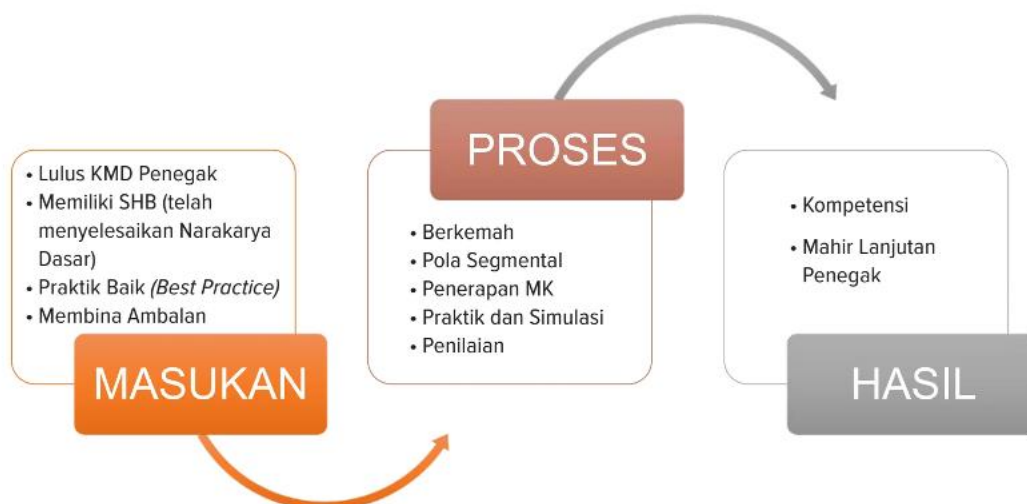 • Lulus KMD Penegak
• Memiliki SHB (telah
menyelesaikan Narakarya
Dasar)
• Praktik Baik (Best Practice)
• Membina Ambalan
MASUKAN
PROSES
• Berkemah
• Pola Segmental
• Penerapan MK
• Praktik dan Simulasi
• Penilaian
• Kompetensi
• Mahir Lanjutan
Penegak
HASIL